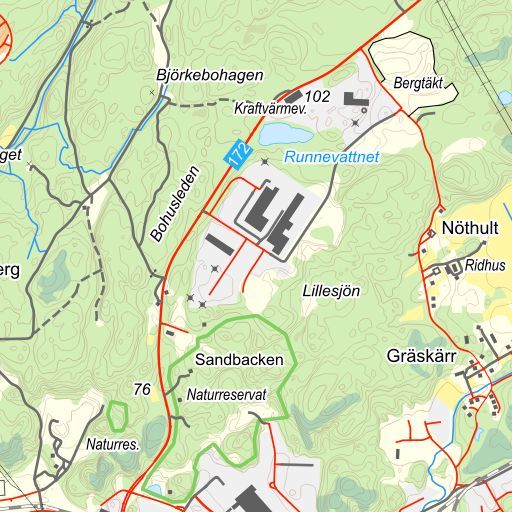 Björkebohagen
Kraftvärmev.
102
Bergtäkt
172
Runnevattnet
get
Bohusleden
Nöthult
Ridhus
erg
Lillesjön
Sandbacken
Gräskärr
76
Naturreservat
Naturres.